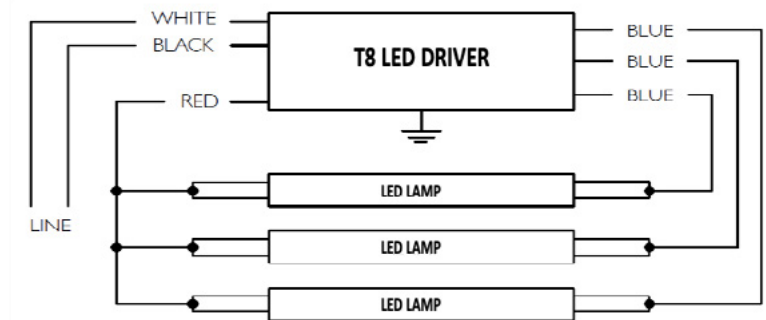 WHITE
BLACK
RED
T8 LED DRIVER
BLUE
BLUE
BLUE
LINE
LED LAMP
LED LAMP
LED LAMP